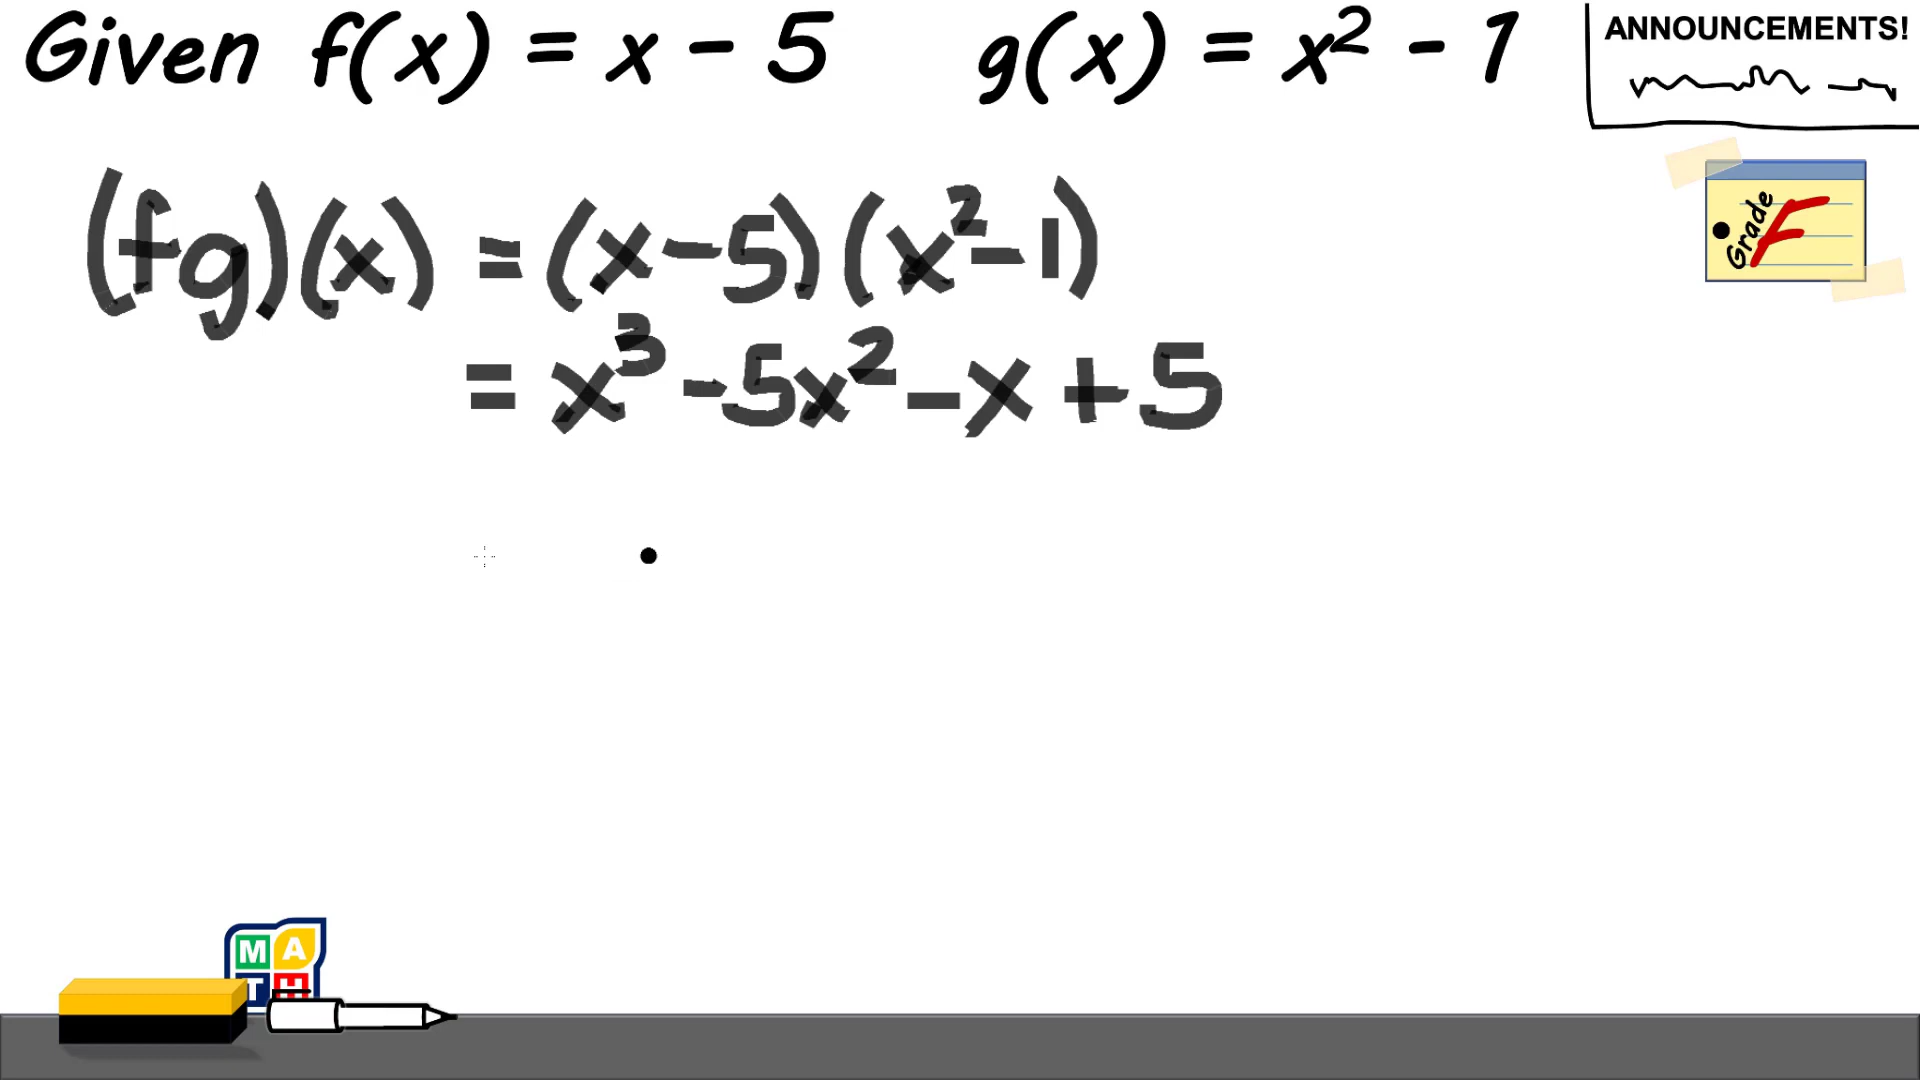 Given f(x) = x - 5 g(x) = x² - 1
ANNOUNCEMENTS!
(fg)(x) = (x-5)(x²-1)
= x³ -5x² -x +5
Grade F
MATH